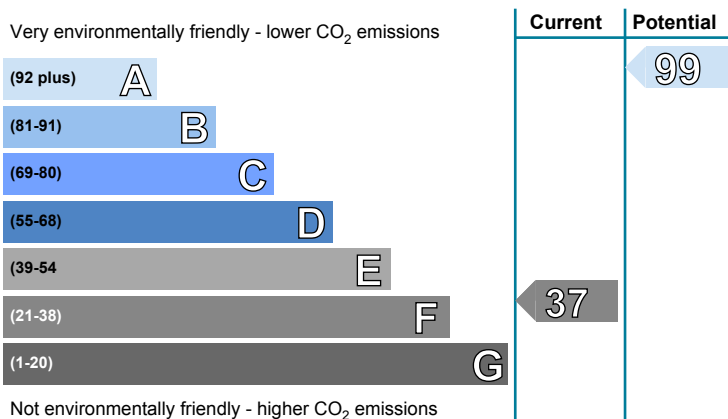 Current Potential
Very environmentally friendly - lower CO2 emissions
(92 plus) A 99
(81-91) B
(69-80) C
(55-68) D
(39-54 E
(21-38) F 37
(1-20) G
Not environmentally friendly - higher CO2 emissions